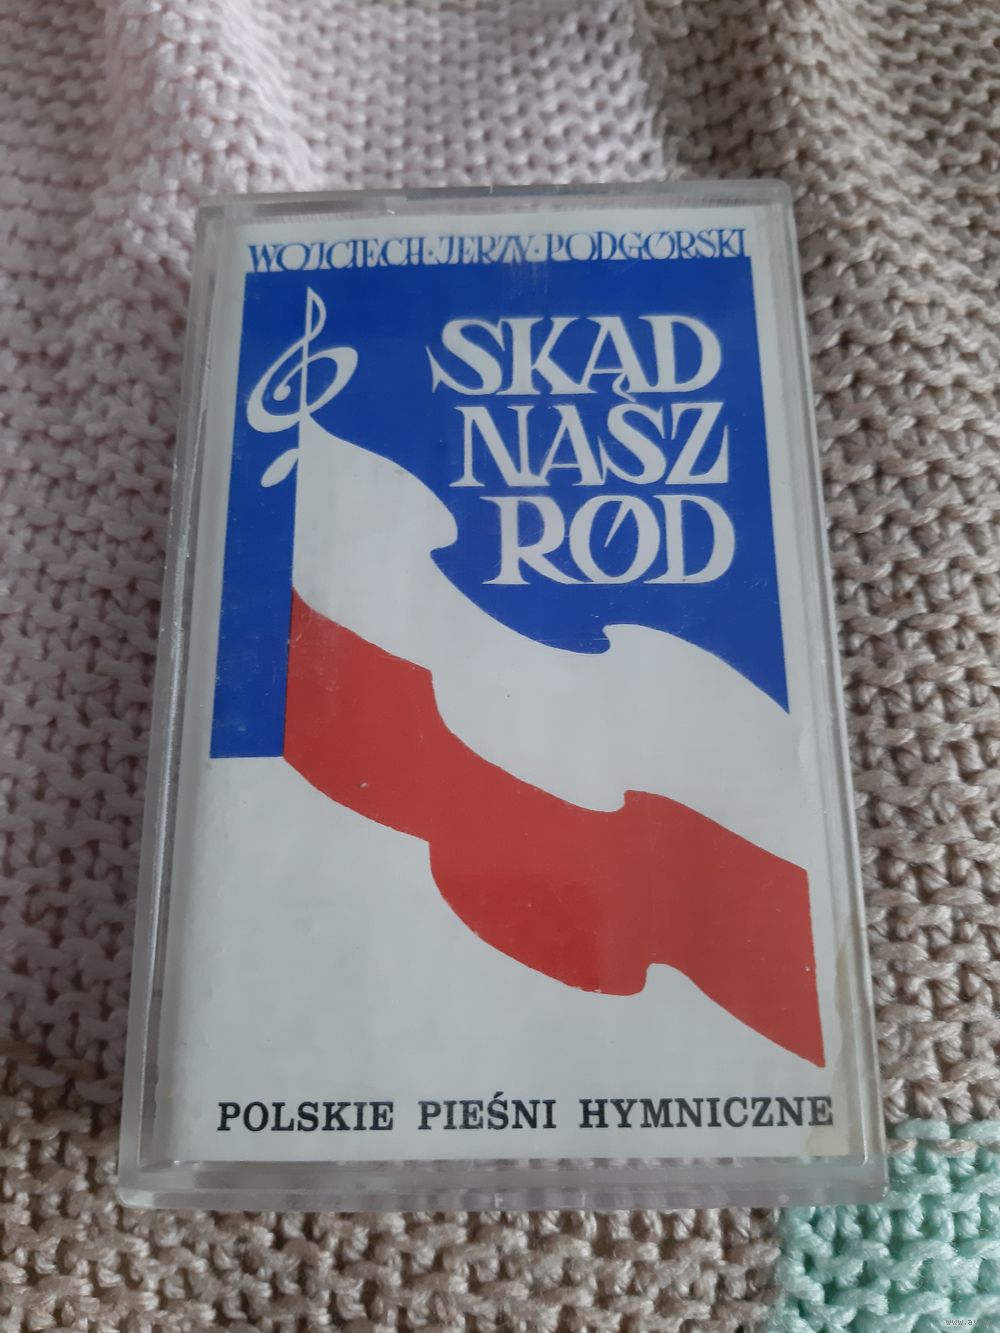 WOJCIECH·JERZY·PODGÓRSKI
SKĄD
NASZ
RÓD
POLSKIE PIEŚNI HYMNICZNE